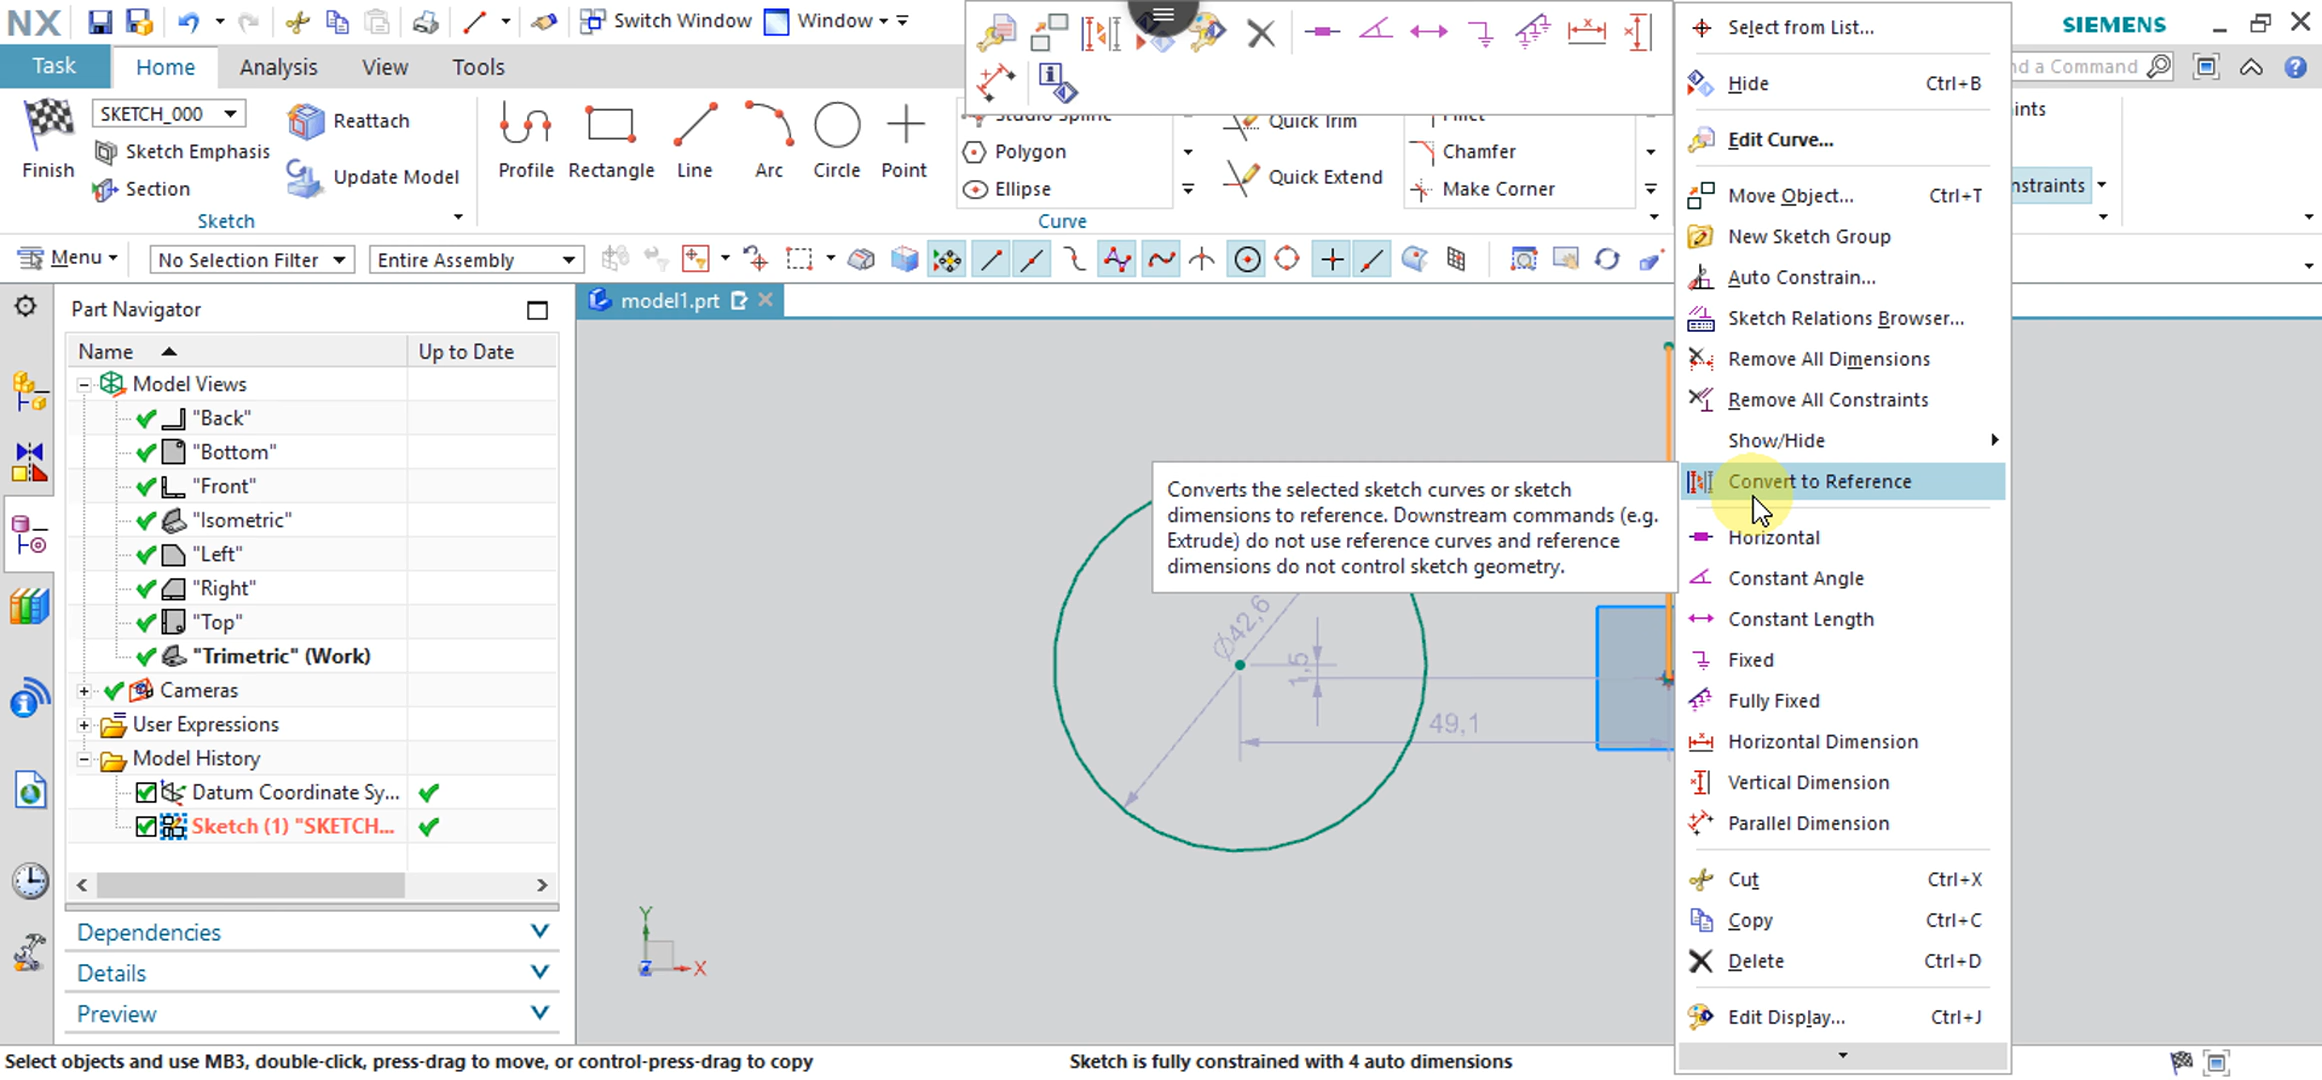 NX
Switch Window
Window
SIEMENS
Task
Home
Analysis
View
Tools
d a Command
Finish
SKETCH_000
Sketch Emphasis
Section
Reattach
Update Model
Sketch
Profile
Rectangle
Line
Arc
Circle
Point
Studio Spline
Polygon
Ellipse
Quick Trim
Quick Extend
Fillet
Chamfer
Make Corner
Curve
ints
nstraints
Menu
No Selection Filter
Entire Assembly
Part Navigator
Name
Up to Date
Model Views
"Back"
"Bottom"
"Front"
"Isometric"
"Left"
"Right"
"Top"
"Trimetric" (Work)
Cameras
User Expressions
Model History
Datum Coordinate Sy...
Sketch (1) "SKETCH...
Dependencies
Details
Preview
model1.prt
Converts the selected sketch curves or sketch
dimensions to reference. Downstream commands (e.g.
Extrude) do not use reference curves and reference
dimensions do not control sketch geometry.
Ø42,6
1,5
49,1
Y
Z
X
Select from List...
Hide Ctrl+B
Edit Curve...
Move Object... Ctrl+T
New Sketch Group
Auto Constrain...
Sketch Relations Browser...
Remove All Dimensions
Remove All Constraints
Show/Hide
Convert to Reference
Horizontal
Constant Angle
Constant Length
Fixed
Fully Fixed
Horizontal Dimension
Vertical Dimension
Parallel Dimension
Cut Ctrl+X
Copy Ctrl+C
Delete Ctrl+D
Edit Display... Ctrl+J
Select objects and use MB3, double-click, press-drag to move, or control-press-drag to copy
Sketch is fully constrained with 4 auto dimensions